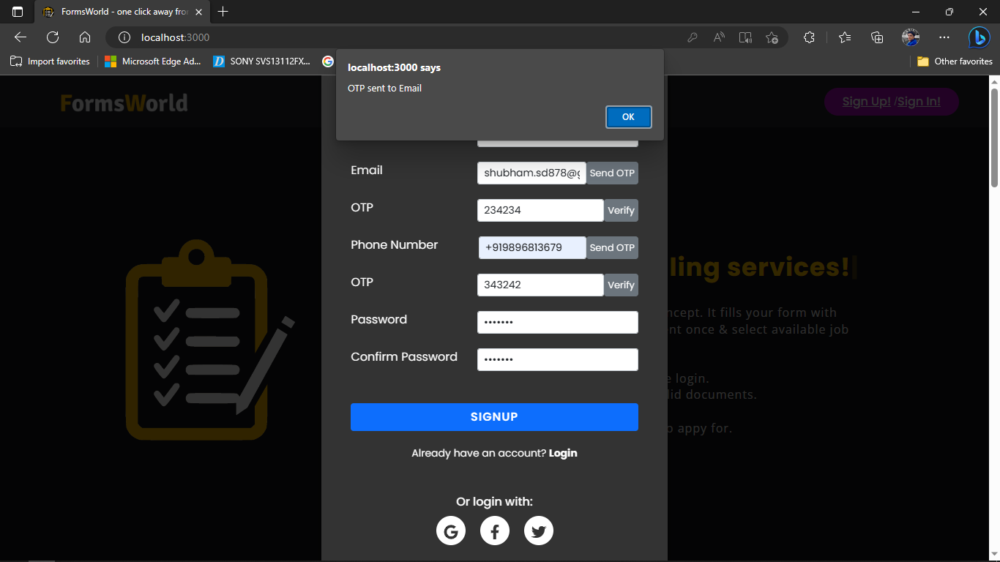 FormsWorld - one click away fro
localhost:3000
Import favorites
Microsoft Edge Ad...
SONY SVS13112FX...
Other favorites
localhost:3000 says
OTP sent to Email
OK
FormsWorld
Sign Up! /Sign In!
Email
shubham.sd878@g
Send OTP
OTP
234234
Verify
Phone Number
+919896813679
Send OTP
OTP
343242
Verify
Password
•••••••
Confirm Password
•••••••
SIGNUP
Already have an account? Login
Or login with:
ling services!
ncept. It fills your form with
nt once & select available job
e login.
lid documents.
o appy for.